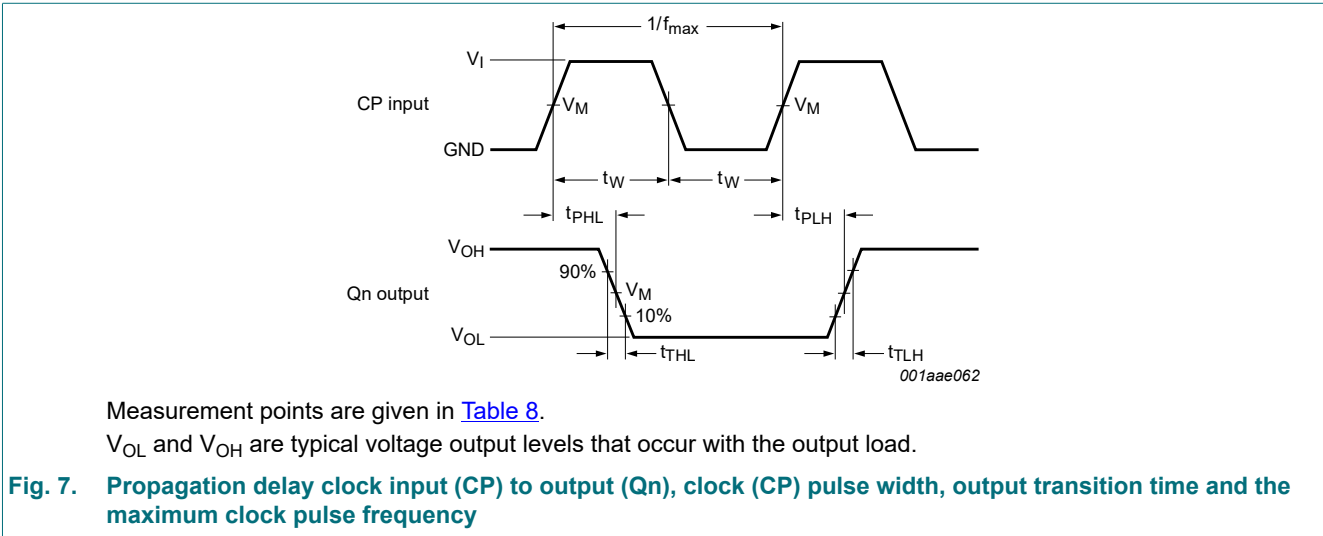 1/fmax
VI
CP input
VM
VM
GND
tW
tW
tPHL
tPLH
VOH
90%
Qn output
VM
10%
VOL
tTHL
tTLH
001aae062
Measurement points are given in Table 8.
VOL and VOH are typical voltage output levels that occur with the output load.
Fig. 7. Propagation delay clock input (CP) to output (Qn), clock (CP) pulse width, output transition time and the
maximum clock pulse frequency